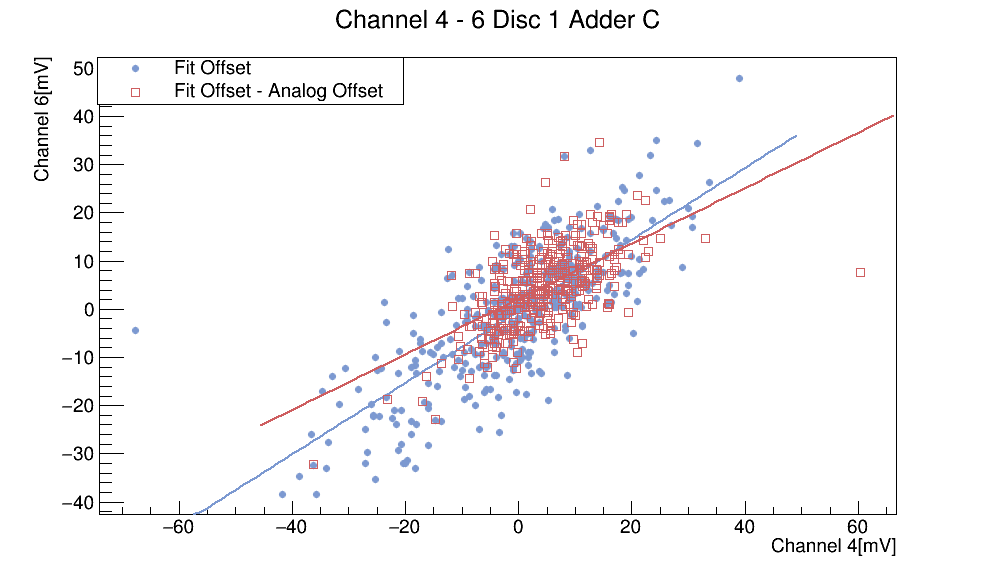 Channel 4 - 6 Disc 1 Adder C
Channel 6[mV]
Fit Offset
Fit Offset - Analog Offset
50
40
30
20
10
0
−10
−20
−30
−40
−60 −40 −20 0 20 40 60
Channel 4[mV]